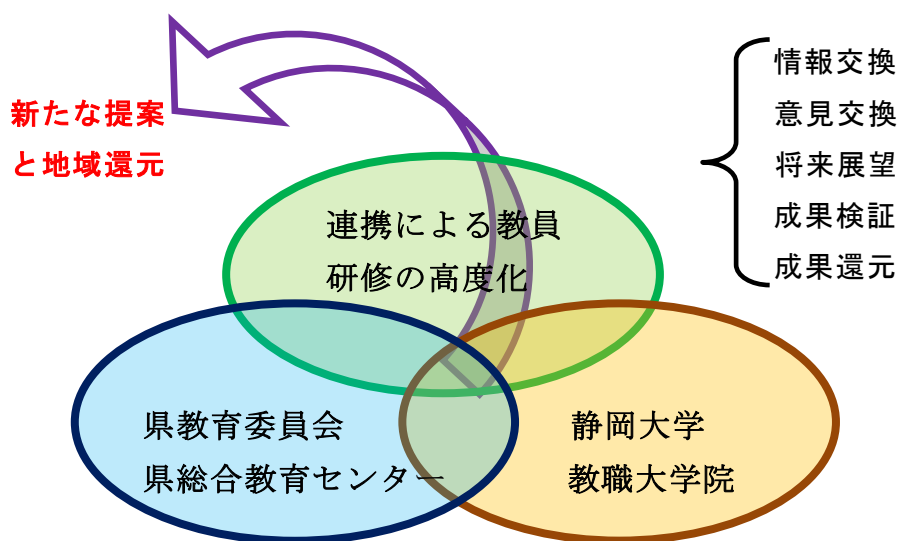 新たな提案
と地域還元
情報交換
意見交換
将来展望
成果検証
成果還元
連携による教員
研修の高度化
県教育委員会
県総合教育センター
静岡大学
教職大学院